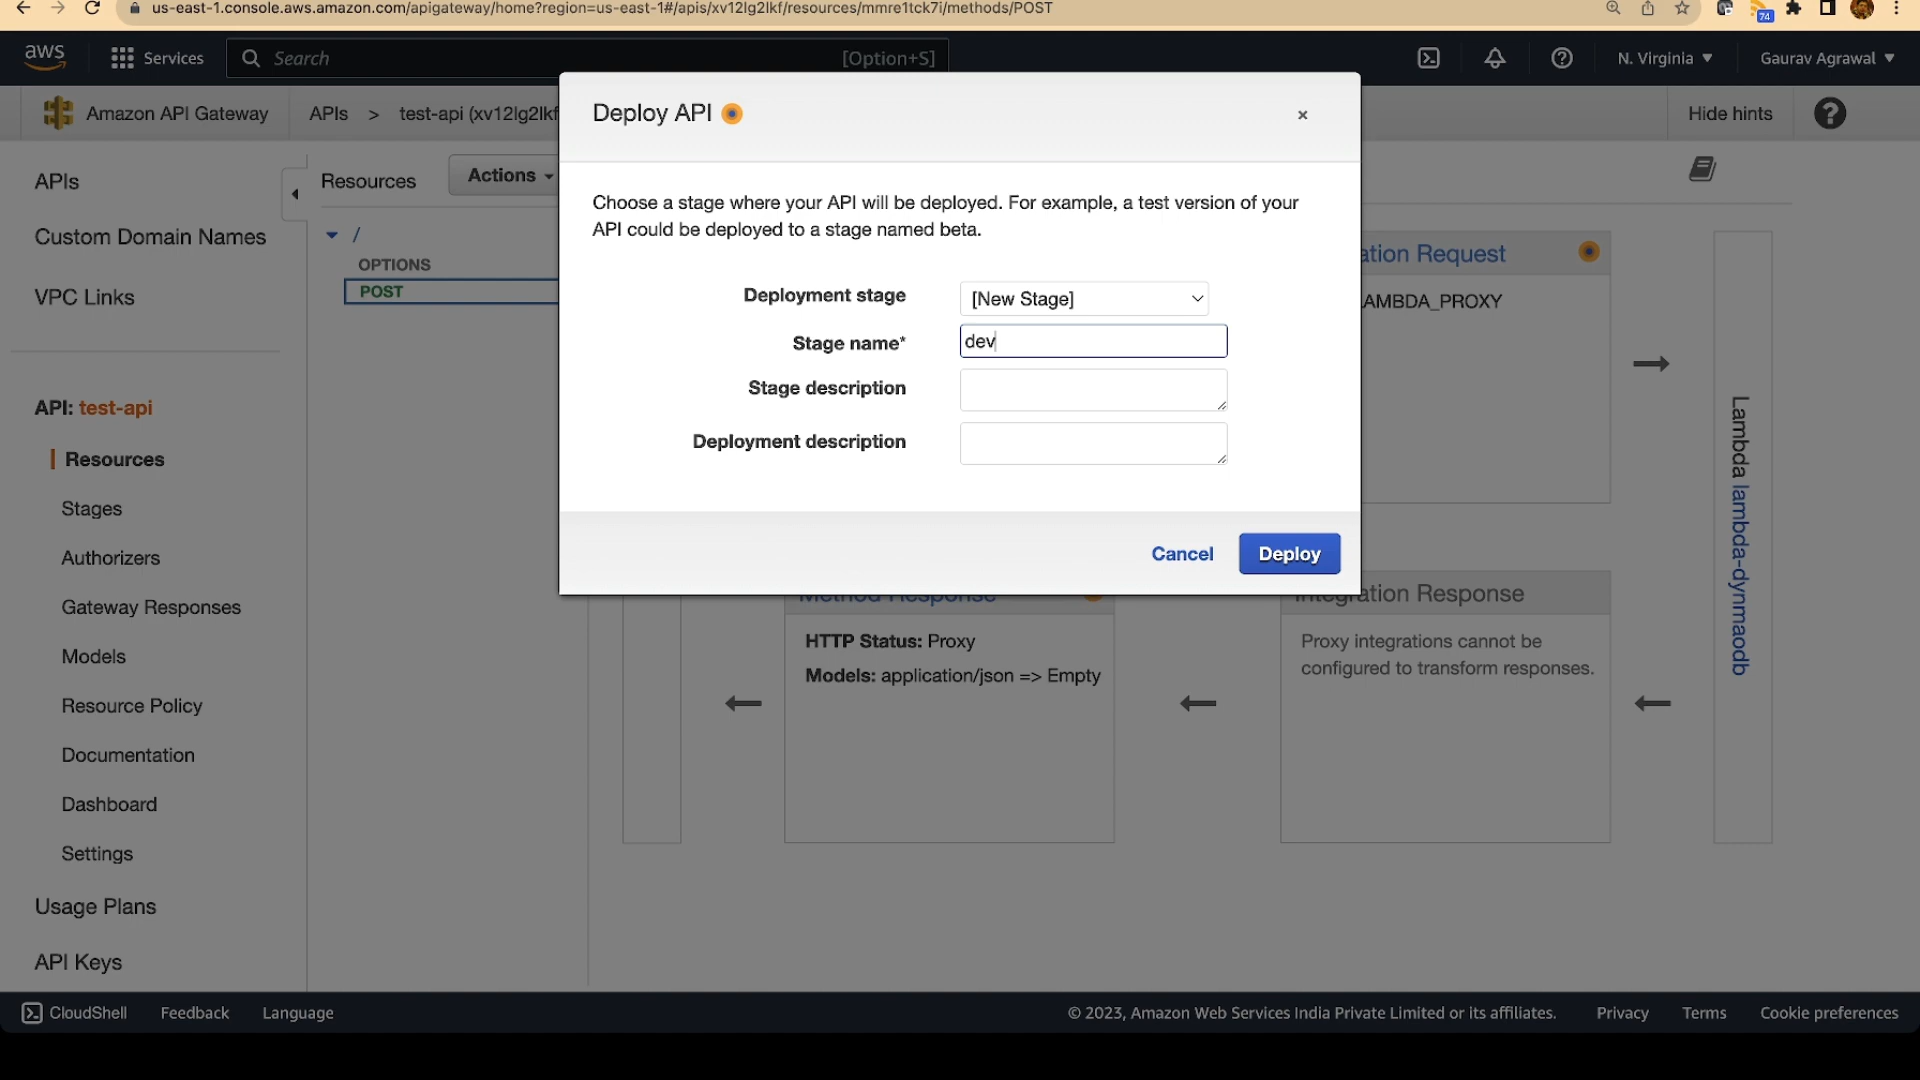 us-east-1.console.aws.amazon.com/apigateway/home?region=us-east-1#/apis/xv12lg2lkf/resources/mmre1tck7i/methods/POST
74
aws
Services
Search
[Option+S]
N. Virginia
Gaurav Agrawal
Amazon API Gateway
APIs > test-api (xv12lg2lkf
Hide hints
Deploy API
×
Choose a stage where your API will be deployed. For example, a test version of your
API could be deployed to a stage named beta.
Deployment stage
[New Stage]
Stage name*
dev
Stage description
Deployment description
Cancel
Deploy
APIs
Custom Domain Names
VPC Links
API: test-api
Resources
Stages
Authorizers
Gateway Responses
Models
Resource Policy
Documentation
Dashboard
Settings
Usage Plans
API Keys
Resources
Actions
/
OPTIONS
POST
ation Request
AMBDA_PROXY
Lambda lambda-dynmaodb
Method Response
HTTP Status: Proxy
Models: application/json => Empty
Integration Response
Proxy integrations cannot be
configured to transform responses.
CloudShell
Feedback
Language
© 2023, Amazon Web Services India Private Limited or its affiliates.
Privacy
Terms
Cookie preferences